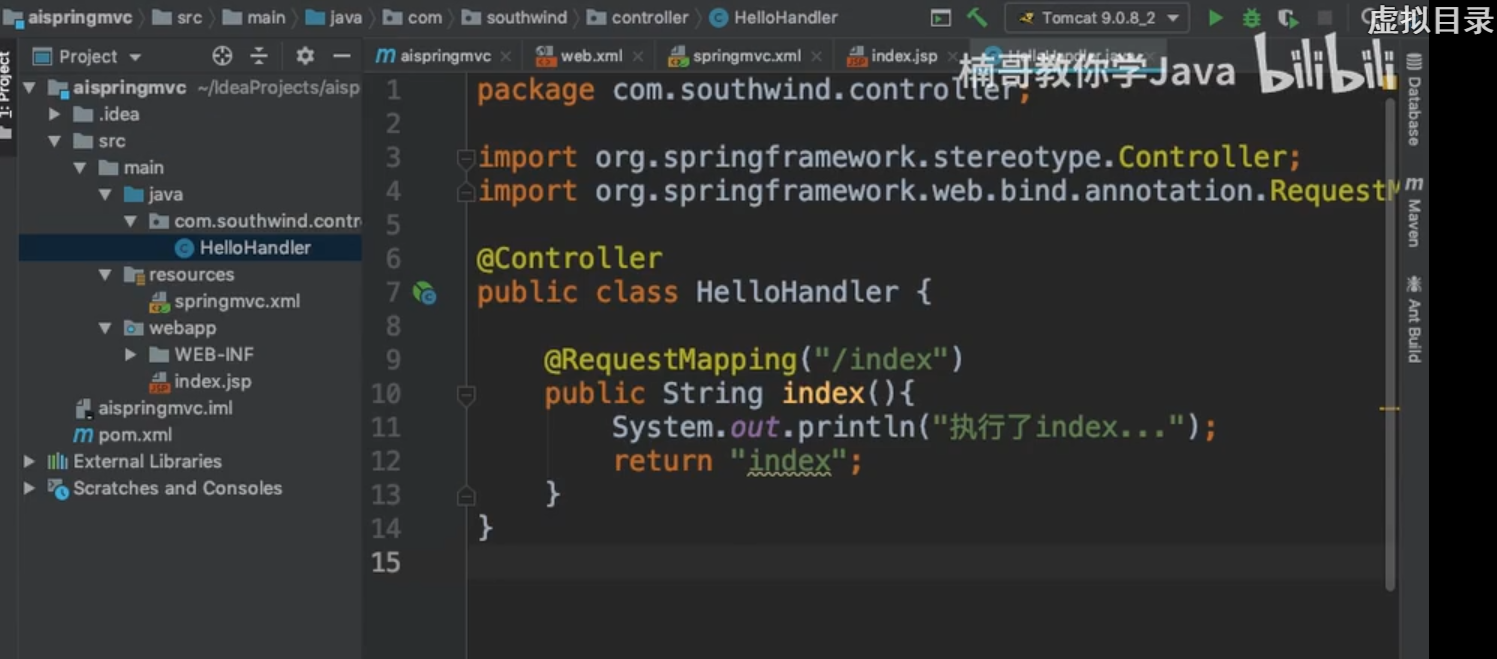 aispringmvc src main java com southwind controller HelloHandler Tomcat 9.0.8_2
虚拟目录
Project
aispringmvc web.xml springmvc.xml index.jsp HelloHandler.java
楠哥教你学Java bilibili
1: Project
aispringmvc ~/IdeaProjects/aisp
.idea
src
main
java
com.southwind.contr
HelloHandler
resources
springmvc.xml
webapp
WEB-INF
index.jsp
aispringmvc.iml
pom.xml
External Libraries
Scratches and Consoles
1 package com.southwind.controller;
2
3 import org.springframework.stereotype.Controller;
4 import org.springframework.web.bind.annotation.RequestM
5
6 @Controller
7 public class HelloHandler {
8
9 @RequestMapping("/index")
10 public String index(){
11 System.out.println("执行了index...");
12 return "index";
13 }
14 }
15
Database
Maven
Ant Build